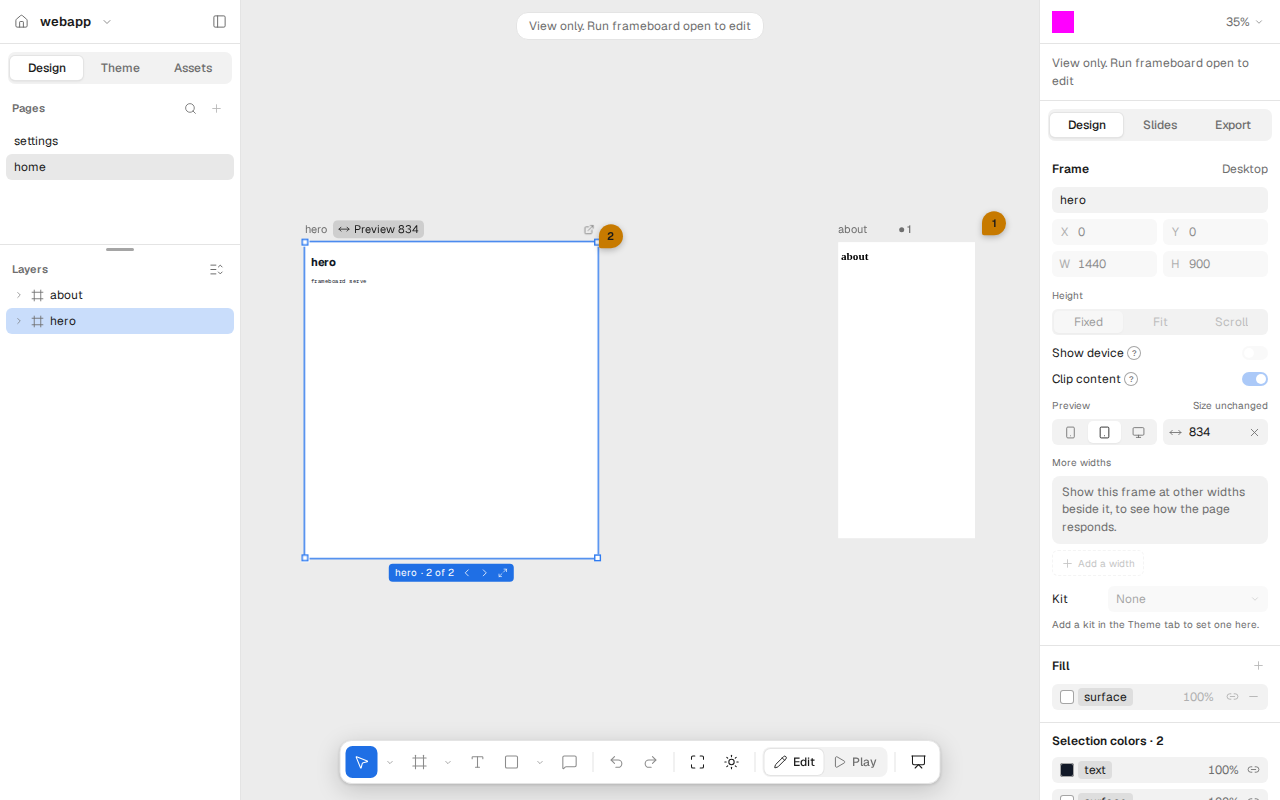 webapp
Design
Theme
Assets
Pages
settings
home
Layers
about
hero
View only. Run frameboard open to edit
hero
Preview 834
2
hero
frameboard serve
hero · 2 of 2
about
1
1
about
Edit
Play
35%
View only. Run frameboard open to
edit
Design
Slides
Export
Frame
Desktop
hero
X 0
Y 0
W 1440
H 900
Height
Fixed
Fit
Scroll
Show device ?
Clip content ?
Preview
Size unchanged
834
More widths
Show this frame at other widths
beside it, to see how the page
responds.
Add a width
Kit
None
Add a kit in the Theme tab to set one here.
Fill
surface
100%
Selection colors · 2
text
100%
surface
100%